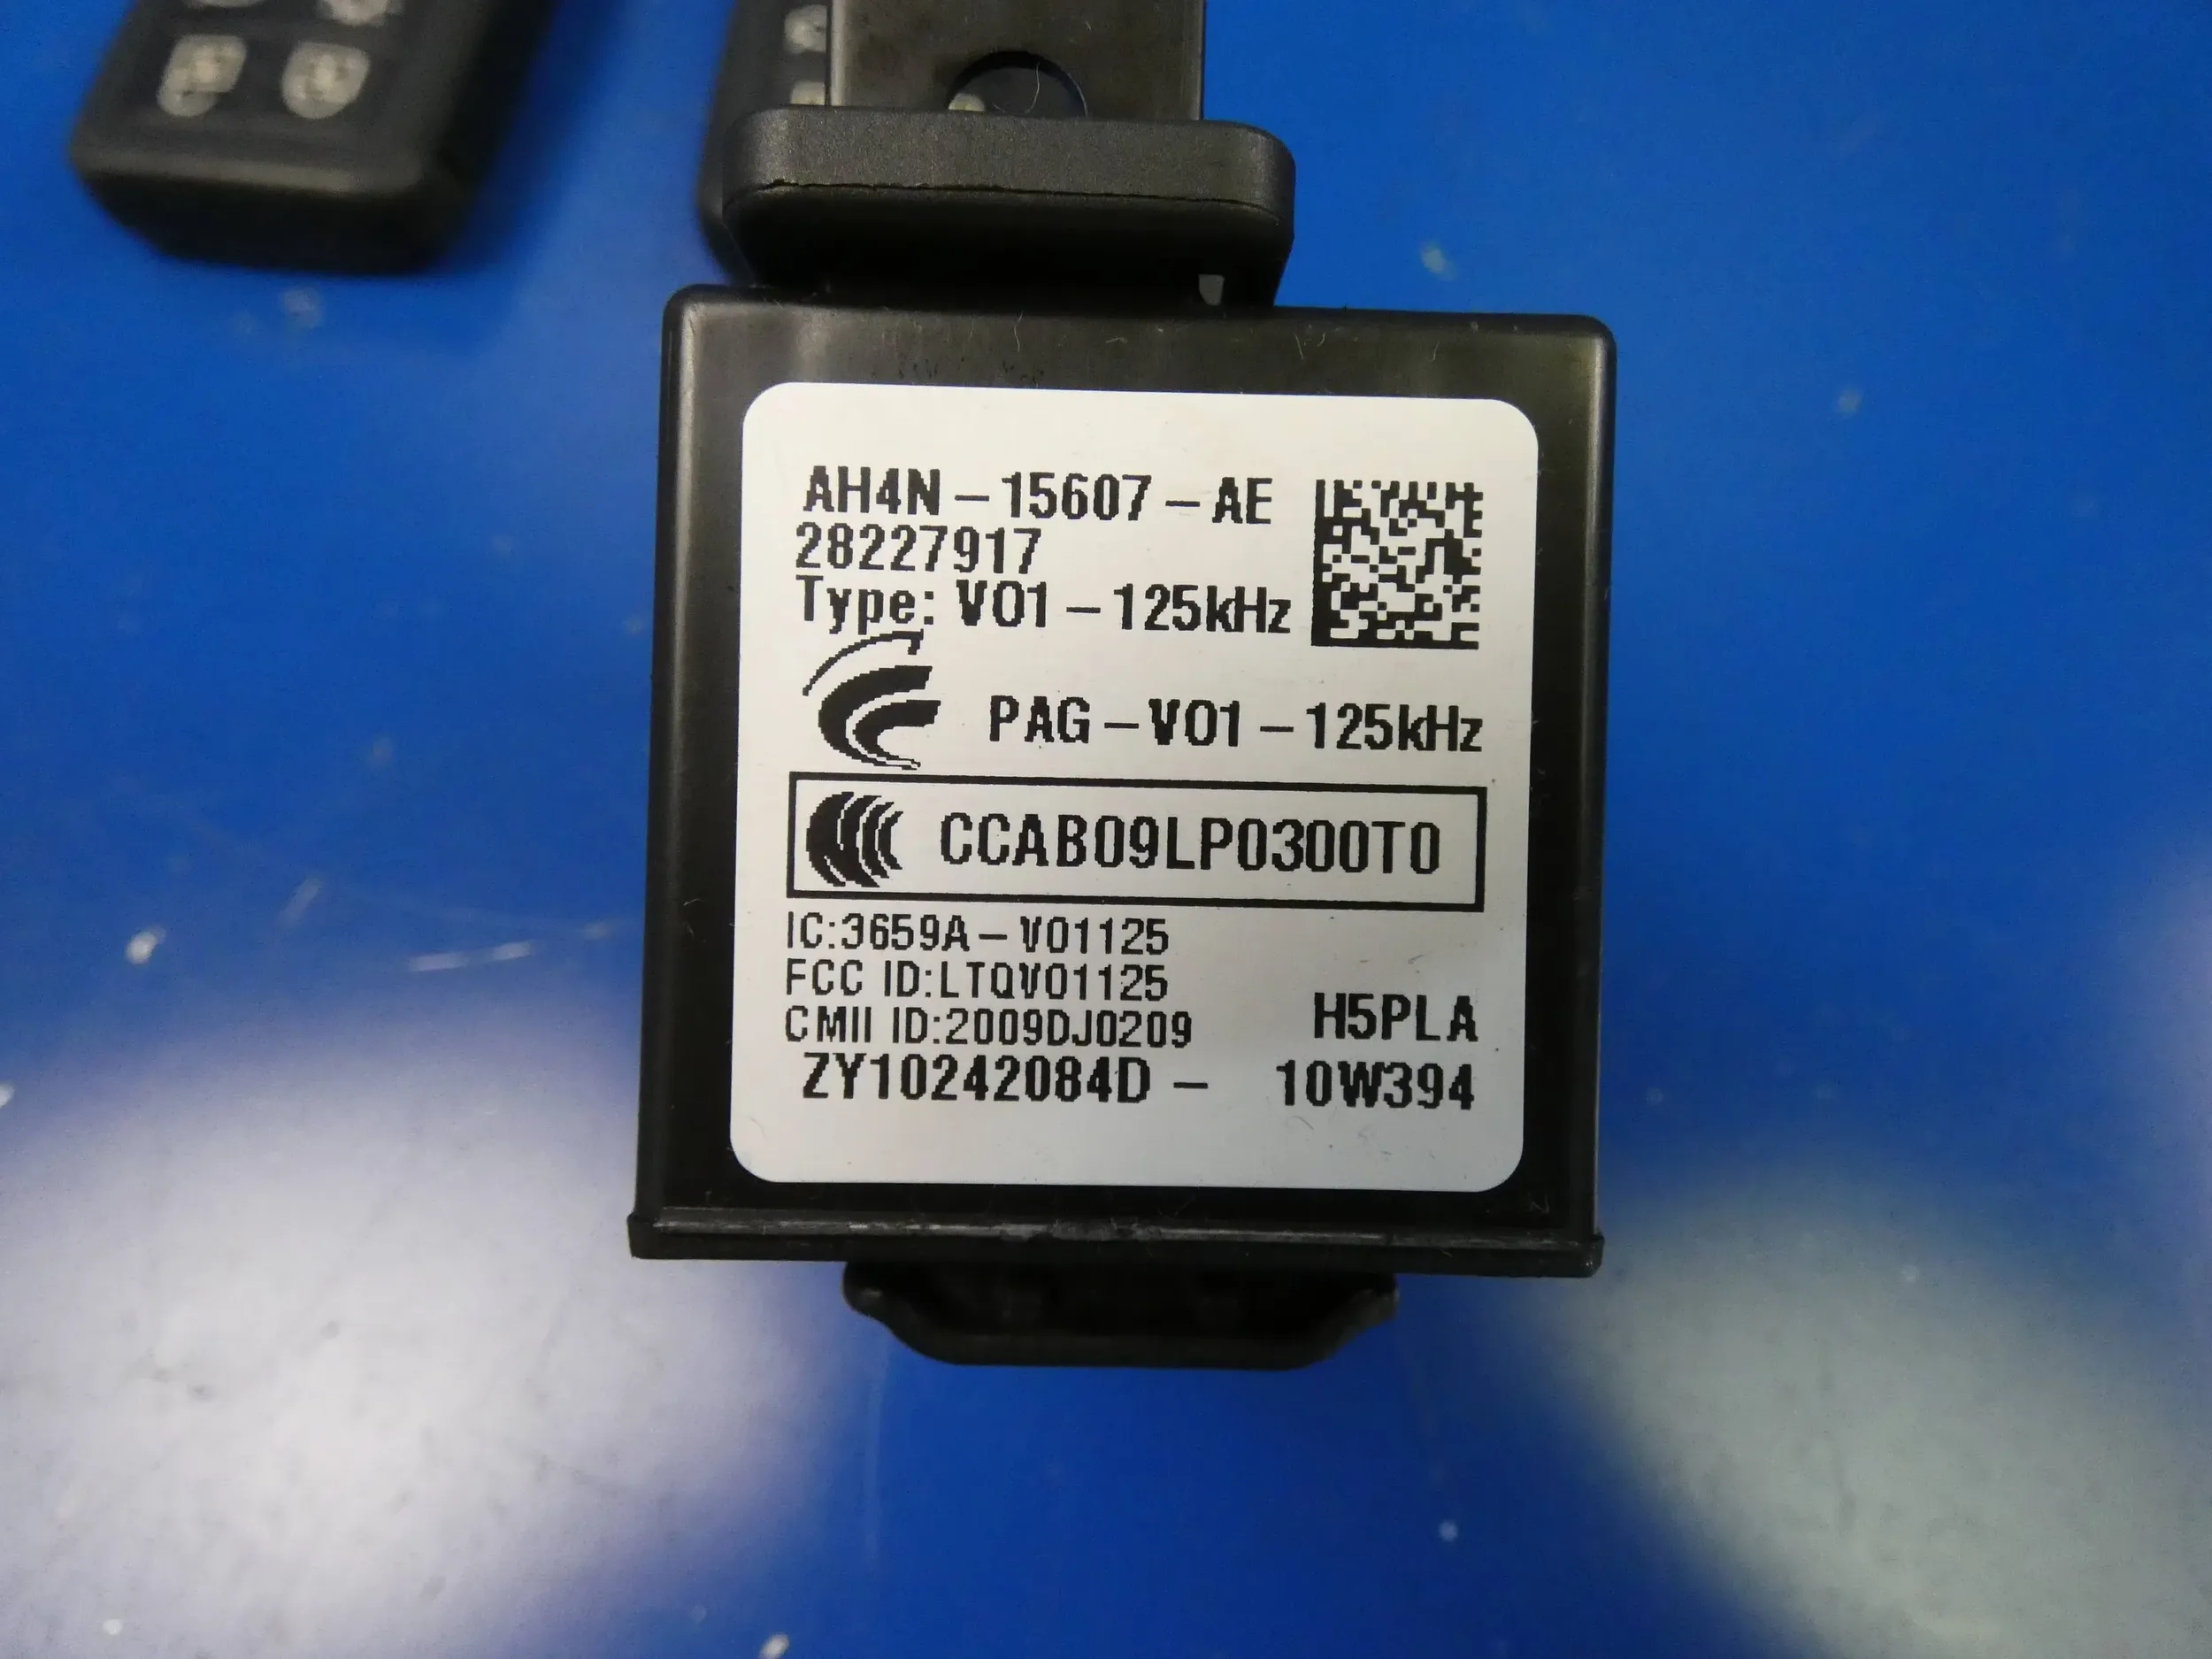 AH4N-15607-AE
28227917
Type: V01-125kHz
PAG-V01-125kHz
CCAB09LP0300T0
IC:3659A-V01125
FCC ID:LTQV01125
CMII ID:2009DJ0209
H5PLA
ZY10242084D- 10W394